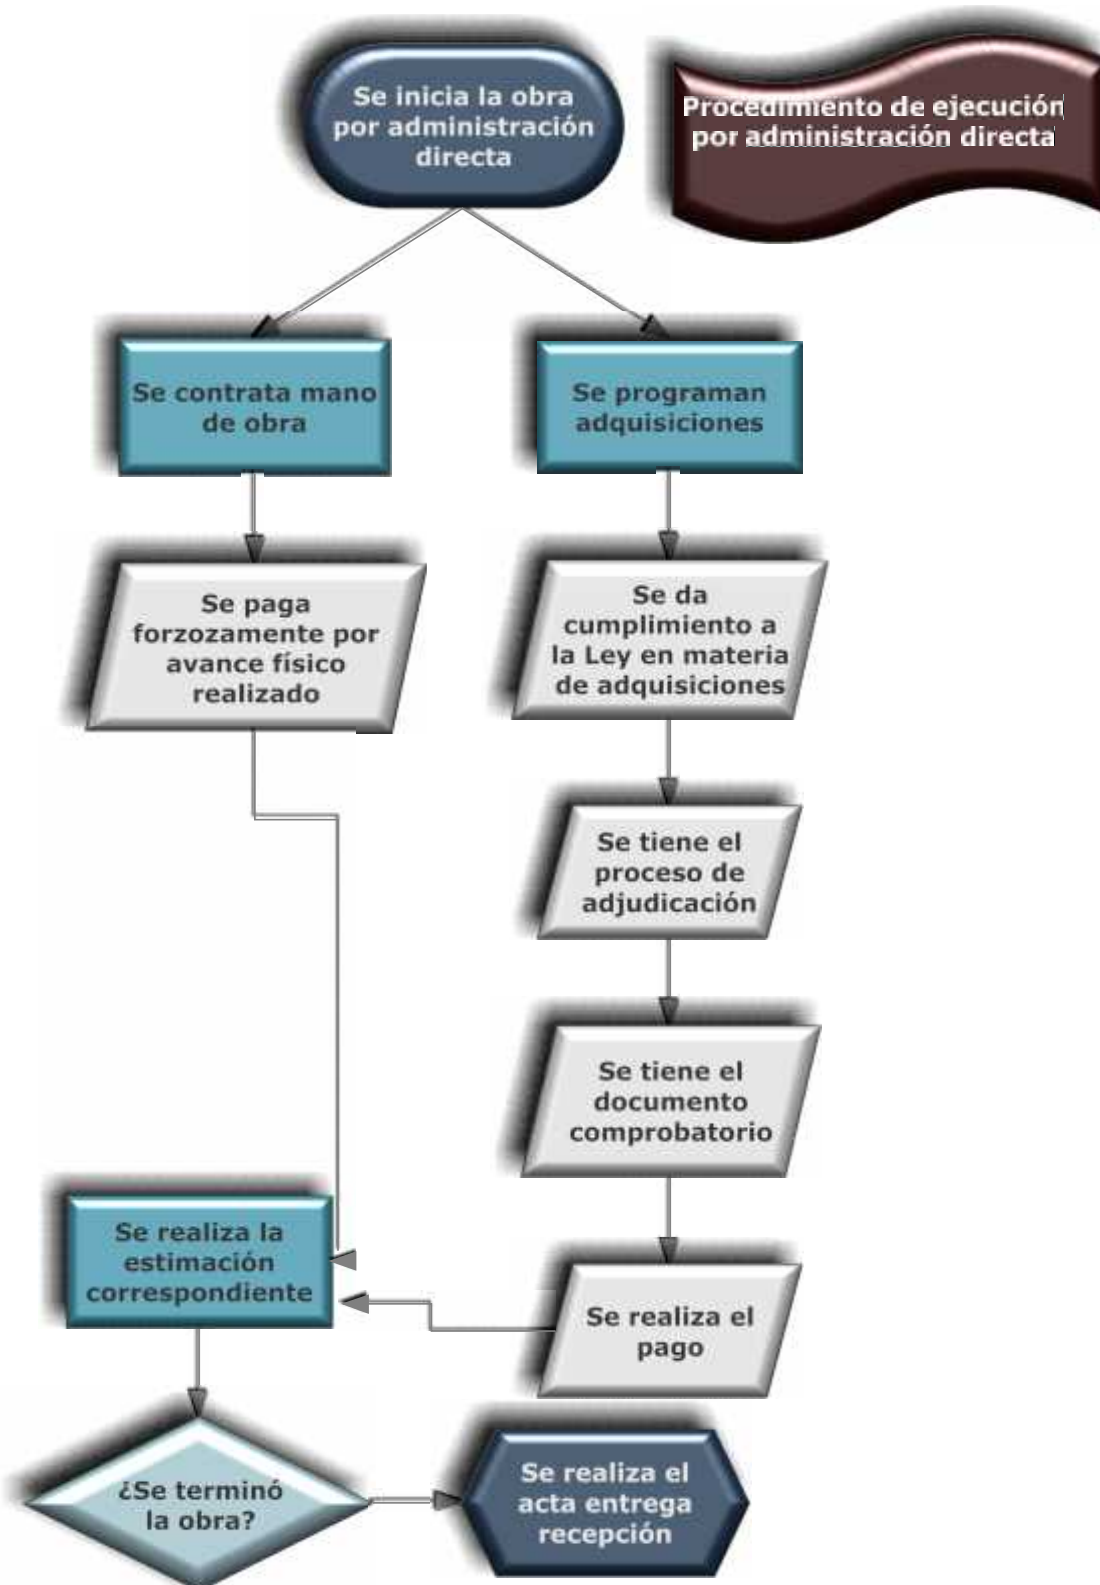 Se inicia la obra
por administración
directa
Procedimiento de ejecución
por administración directa
Se contrata mano
de obra
Se programan
adquisiciones
Se paga
forzozamente por
avance físico
realizado
Se da
cumplimiento a
la Ley en materia
de adquisiciones
Se tiene el
proceso de
adjudicación
Se tiene el
documento
comprobatorio
Se realiza la
estimación
correspondiente
Se realiza el
pago
¿Se terminó
la obra?
Se realiza el
acta entrega
recepción